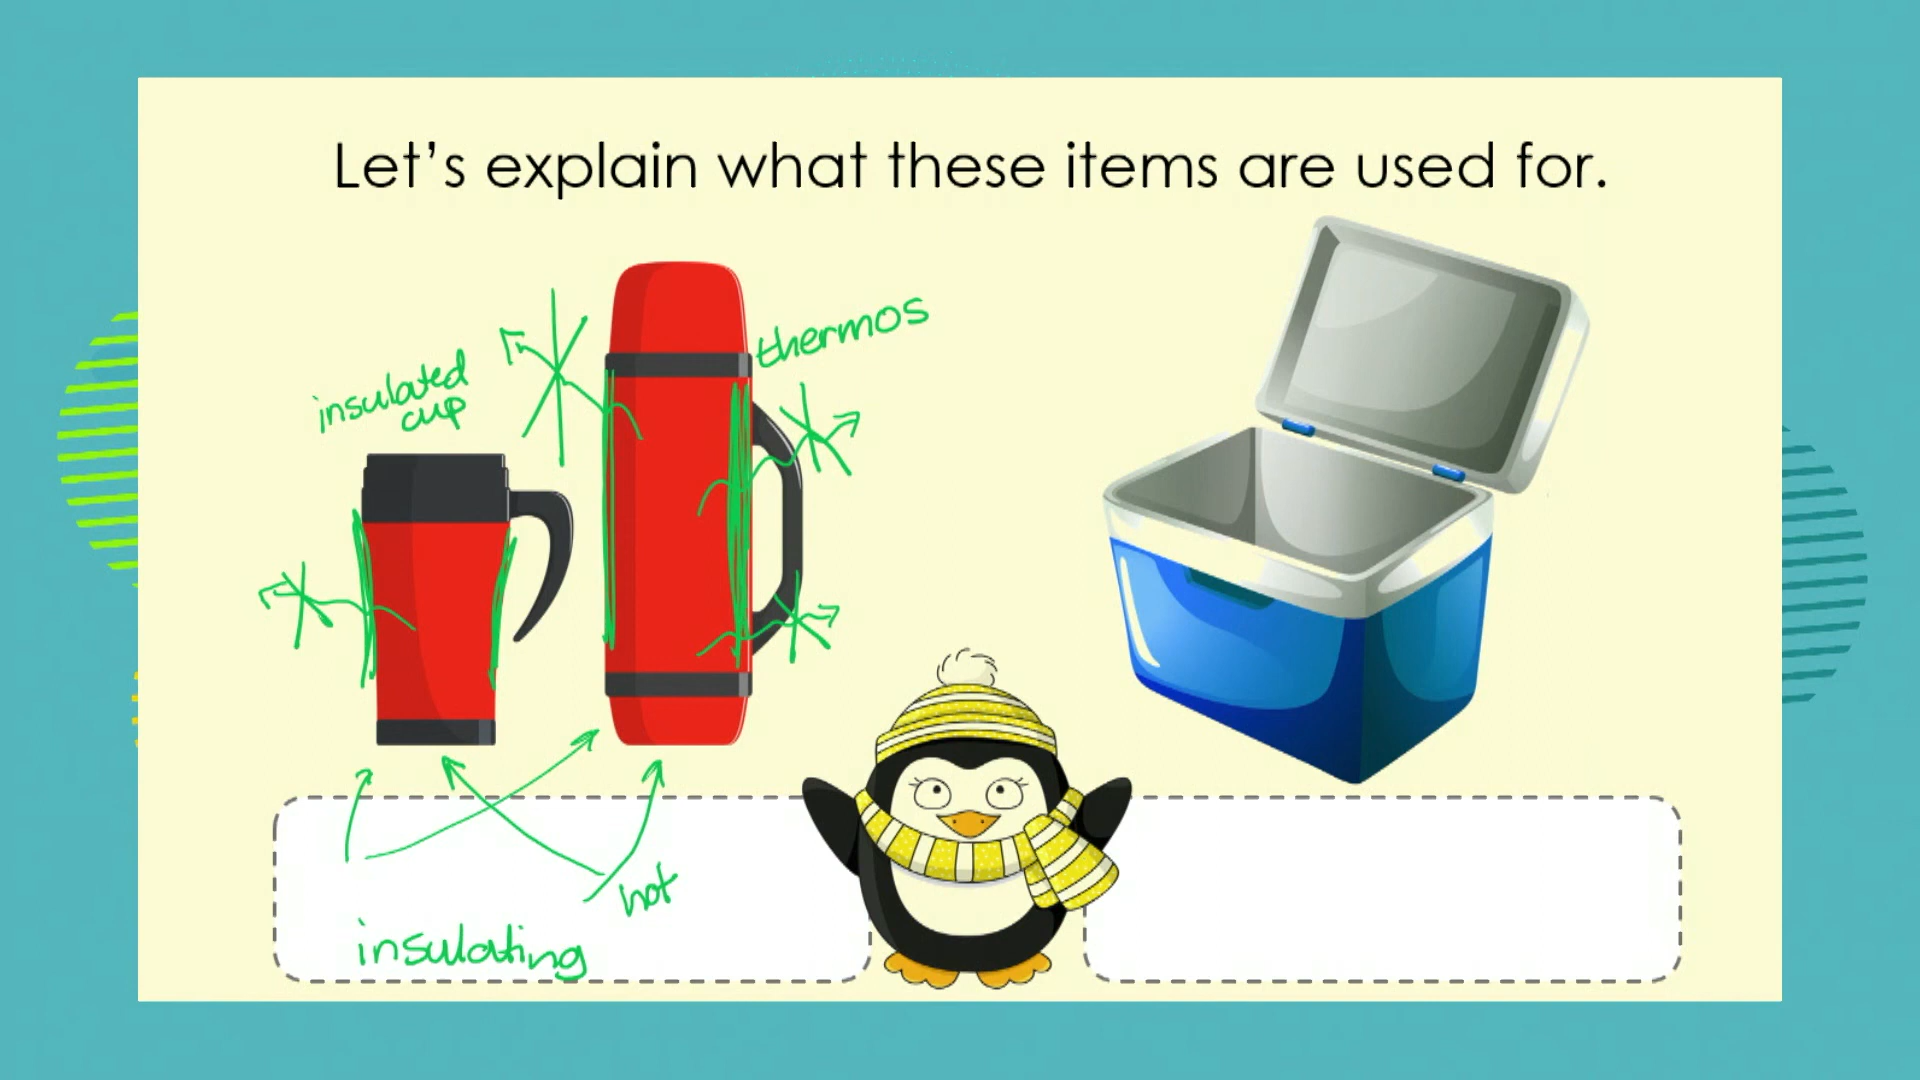 Let's explain what these items are used for.
thermos
insulated
cup
hot
insulating